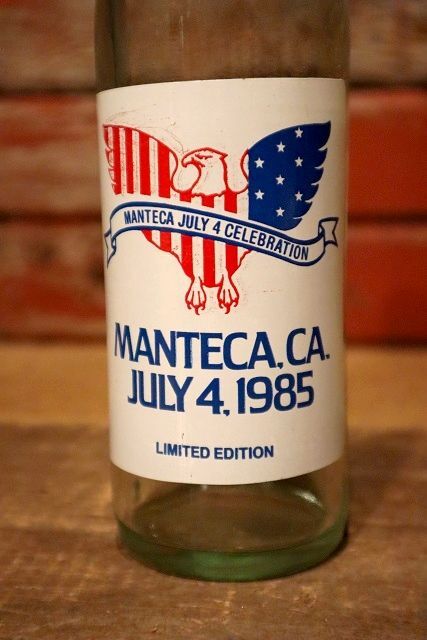 MANTECA JULY 4 CELEBRATION
MANTECA, CA.
JULY 4, 1985
LIMITED EDITION